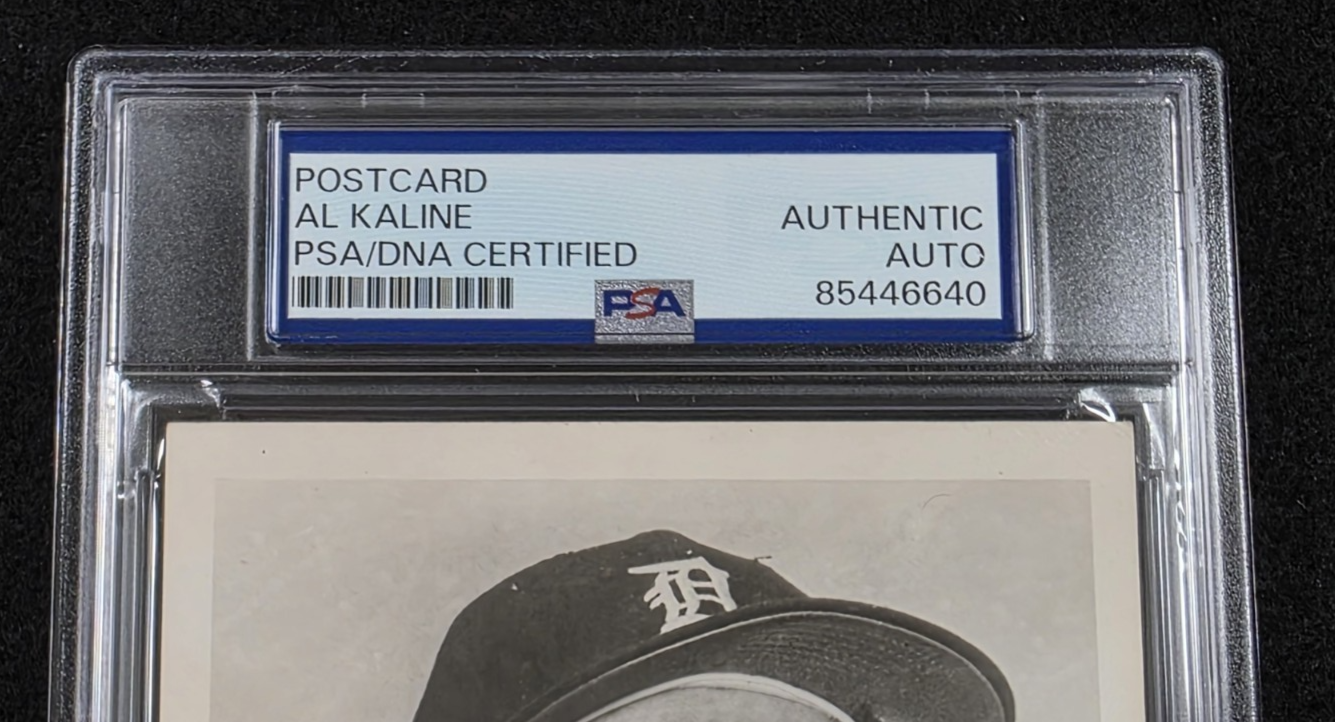 POSTCARD
AL KALINE
PSA/DNA CERTIFIED
AUTHENTIC
AUTO
85446640
PSA
D